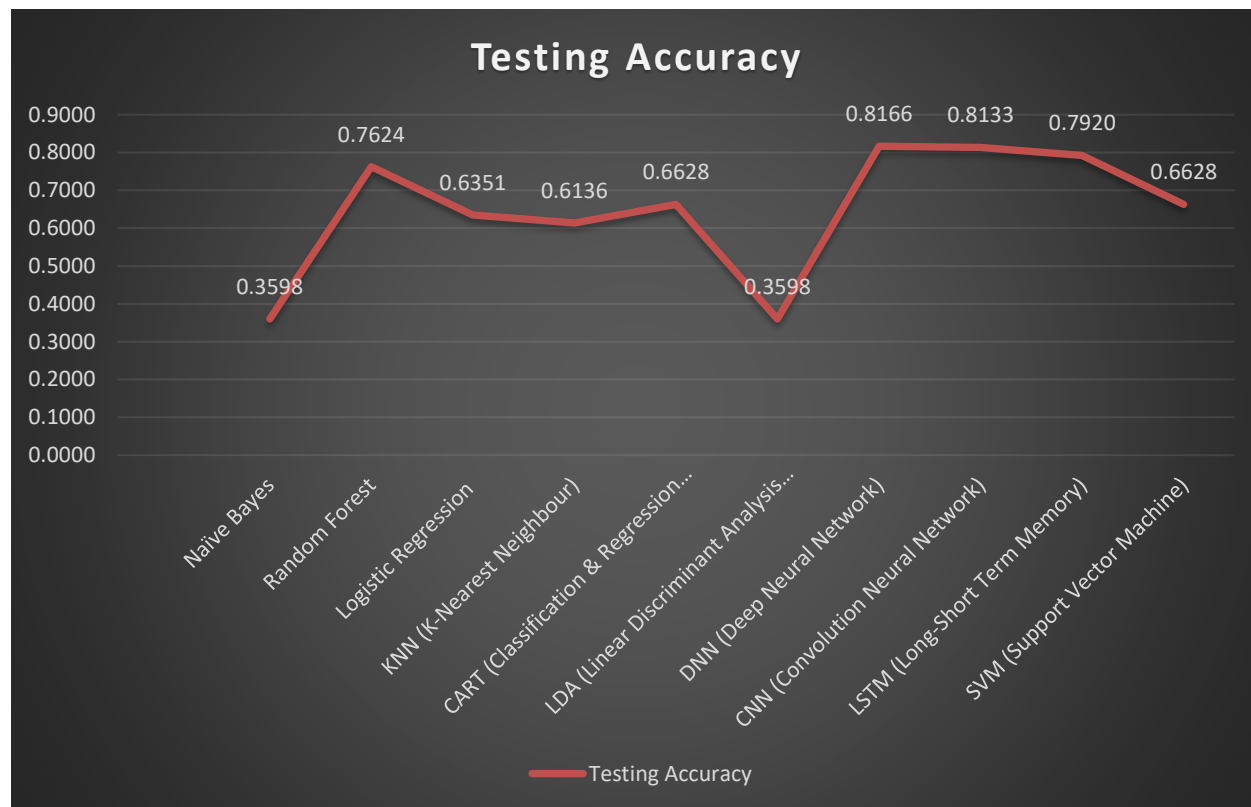 Testing Accuracy
0.9000
0.8000
0.7000
0.6000
0.5000
0.4000
0.3000
0.2000
0.1000
0.0000
0.3598
0.7624
0.6351
0.6136
0.6628
0.3598
0.8166
0.8133
0.7920
0.6628
Naïve Bayes
Random Forest
Logistic Regression
KNN (K-Nearest Neighbour)
CART (Classification & Regression...
LDA (Linear Discriminant Analysis...
DNN (Deep Neural Network)
CNN (Convolution Neural Network)
LSTM (Long-Short Term Memory)
SVM (Support Vector Machine)
Testing Accuracy